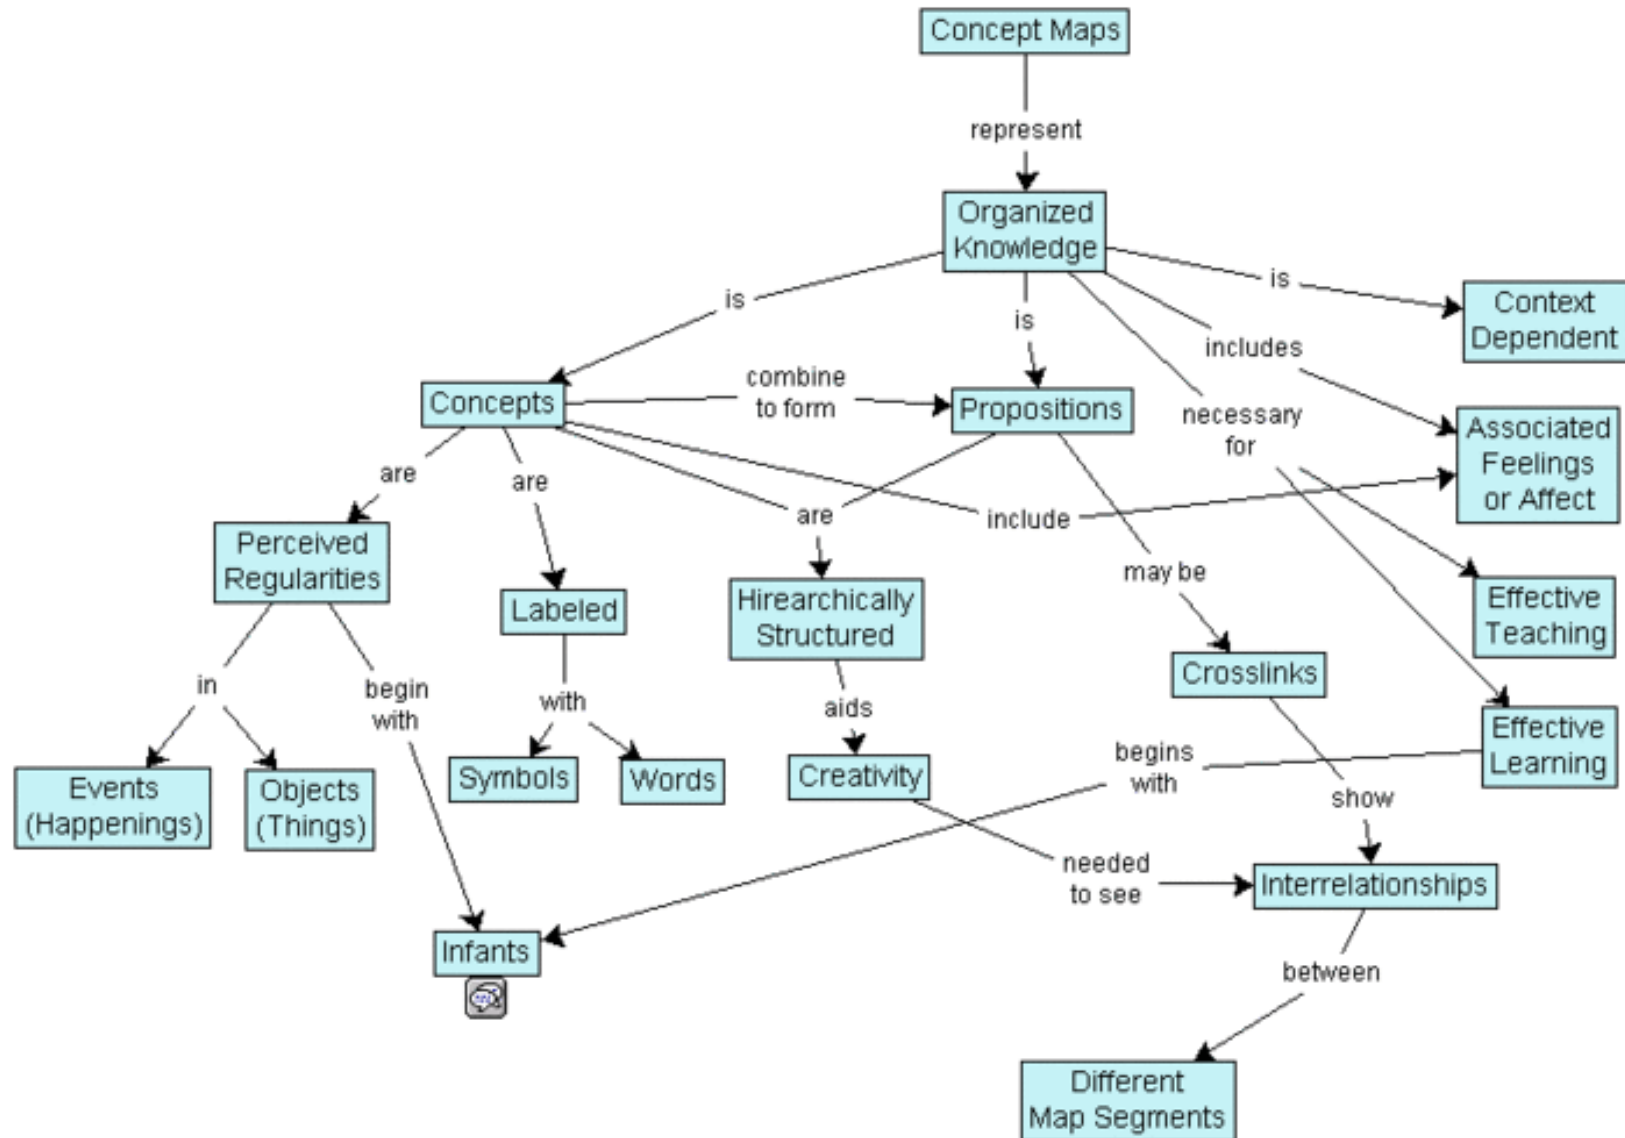 Concept Maps
represent
Organized
Knowledge
is
is
is
includes
Context
Dependent
Concepts
combine
to form
Propositions
necessary
for
Associated
Feelings
or Affect
are
are
are
include
Perceived
Regularities
may be
Labeled
Hirearchically
Structured
Effective
Teaching
Crosslinks
in
begin
with
with
aids
begins
with
Effective
Learning
Events
(Happenings)
Objects
(Things)
Symbols
Words
Creativity
show
needed
to see
Interrelationships
Infants
between
Different
Map Segments